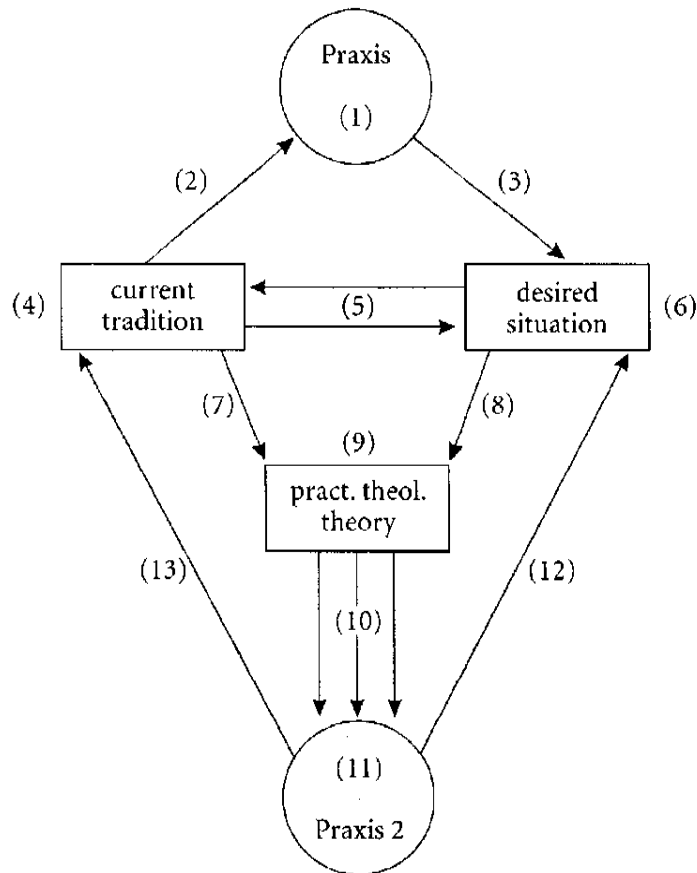 Praxis
(1)
(2)
(3)
(4)
current
tradition
(5)
desired
situation
(6)
(7)
(8)
(9)
pract. theol.
theory
(13)
(10)
(12)
(11)
Praxis 2